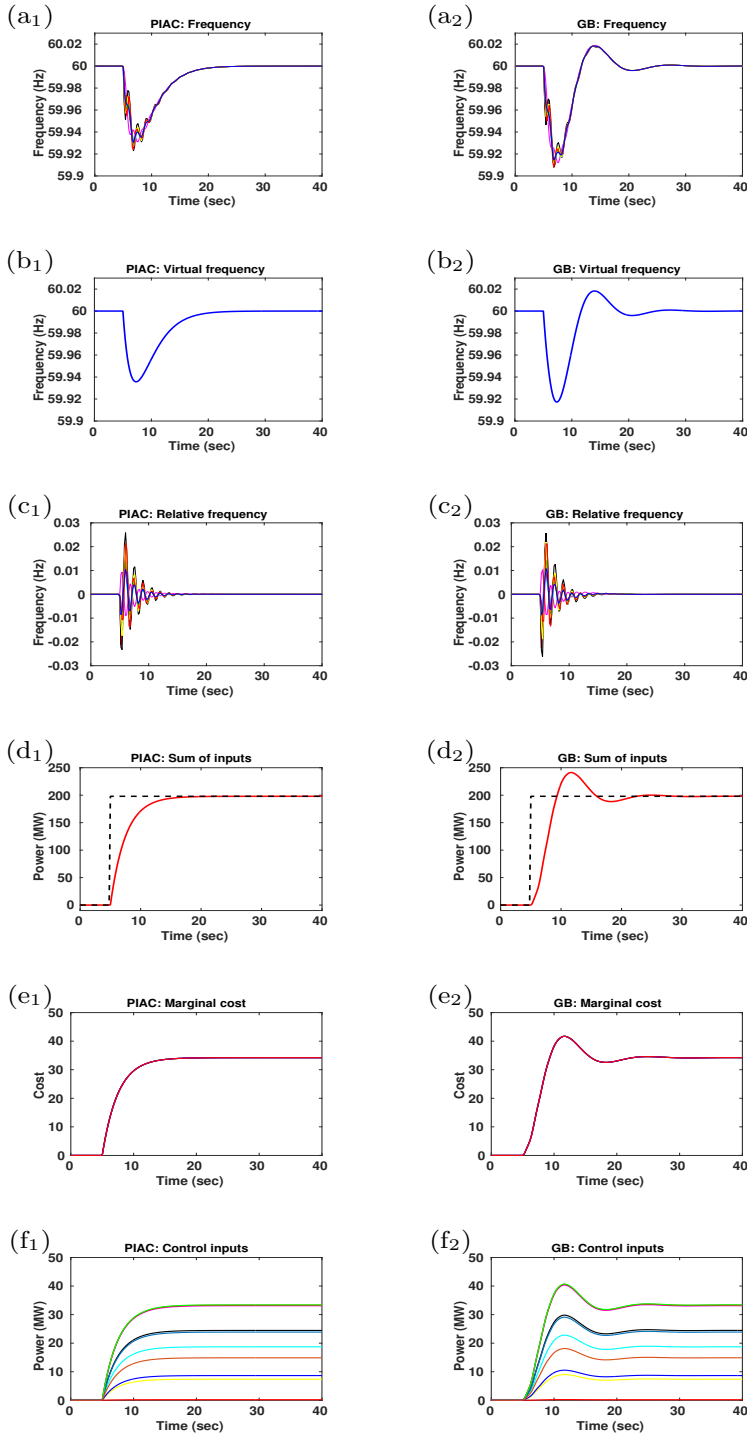 (a₁)
PIAC: Frequency
60.02
60
59.98
59.96
59.94
59.92
59.9
Frequency (Hz)
0 10 20 30 40
Time (sec)
(a₂)
GB: Frequency
60.02
60
59.98
59.96
59.94
59.92
59.9
Frequency (Hz)
0 10 20 30 40
Time (sec)
(b₁)
PIAC: Virtual frequency
60.02
60
59.98
59.96
59.94
59.92
59.9
Frequency (Hz)
0 10 20 30 40
Time (sec)
(b₂)
GB: Virtual frequency
60.02
60
59.98
59.96
59.94
59.92
59.9
Frequency (Hz)
0 10 20 30 40
Time (sec)
(c₁)
PIAC: Relative frequency
0.03
0.02
0.01
0
-0.01
-0.02
-0.03
Frequency (Hz)
0 10 20 30 40
Time (sec)
(c₂)
GB: Relative frequency
0.03
0.02
0.01
0
-0.01
-0.02
-0.03
Frequency (Hz)
0 10 20 30 40
Time (sec)
(d₁)
PIAC: Sum of inputs
250
200
150
100
50
0
Power (MW)
0 10 20 30 40
Time (sec)
(d₂)
GB: Sum of inputs
250
200
150
100
50
0
Power (MW)
0 10 20 30 40
Time (sec)
(e₁)
PIAC: Marginal cost
50
40
30
20
10
0
Cost
0 10 20 30 40
Time (sec)
(e₂)
GB: Marginal cost
50
40
30
20
10
0
Cost
0 10 20 30 40
Time (sec)
(f₁)
PIAC: Control inputs
50
40
30
20
10
0
Power (MW)
0 10 20 30 40
Time (sec)
(f₂)
GB: Control inputs
50
40
30
20
10
0
Power (MW)
0 10 20 30 40
Time (sec)